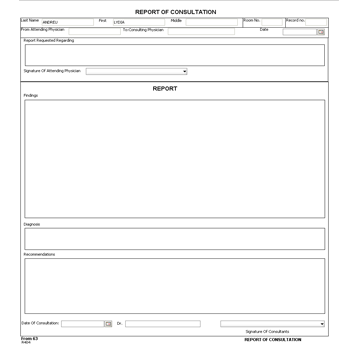 REPORT OF CONSULTATION
Last Name ANDREU First LYDIA Middle Room No. Record no.
From Attending Physician To Consulting Physician Date
Report Requested Regarding
Signature Of Attending Physician
REPORT
Findings
Diagnosis
Recommendations
Date Of Consultation: Dr.
Signature Of Consultants
Form 63
REPORT OF CONSULTATION